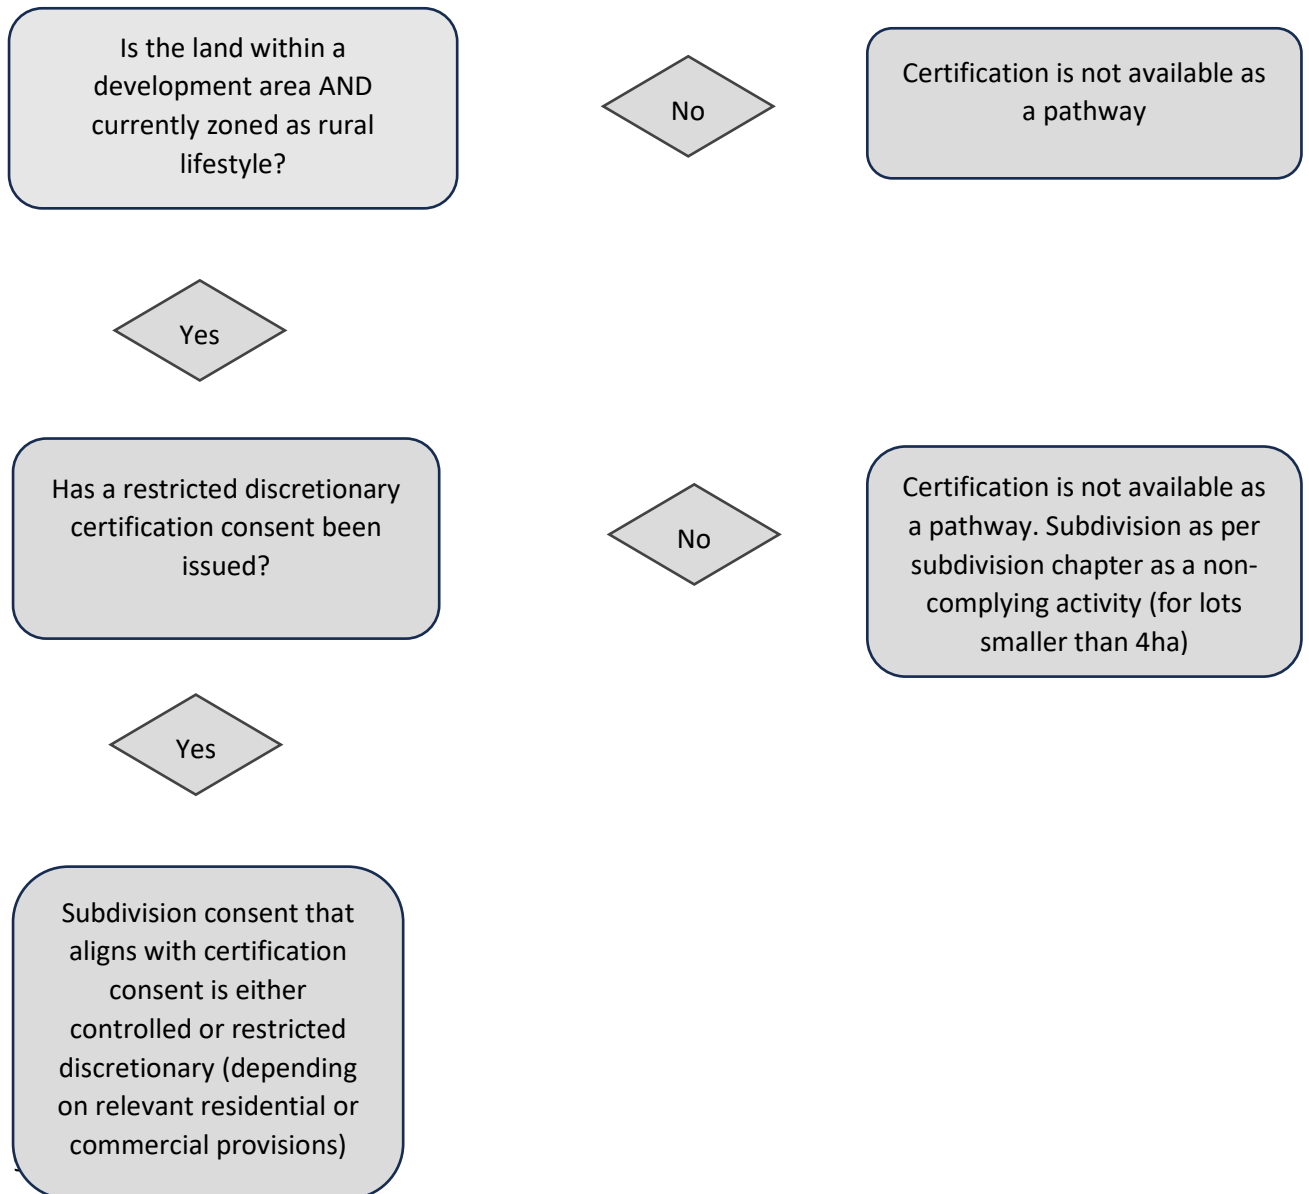 Is the land within a
development area AND
currently zoned as rural
lifestyle?
No
Certification is not available as
a pathway
Yes
Has a restricted discretionary
certification consent been
issued?
No
Certification is not available as
a pathway. Subdivision as per
subdivision chapter as a non-
complying activity (for lots
smaller than 4ha)
Yes
Subdivision consent that
aligns with certification
consent is either
controlled or restricted
discretionary (depending
on relevant residential or
commercial provisions)